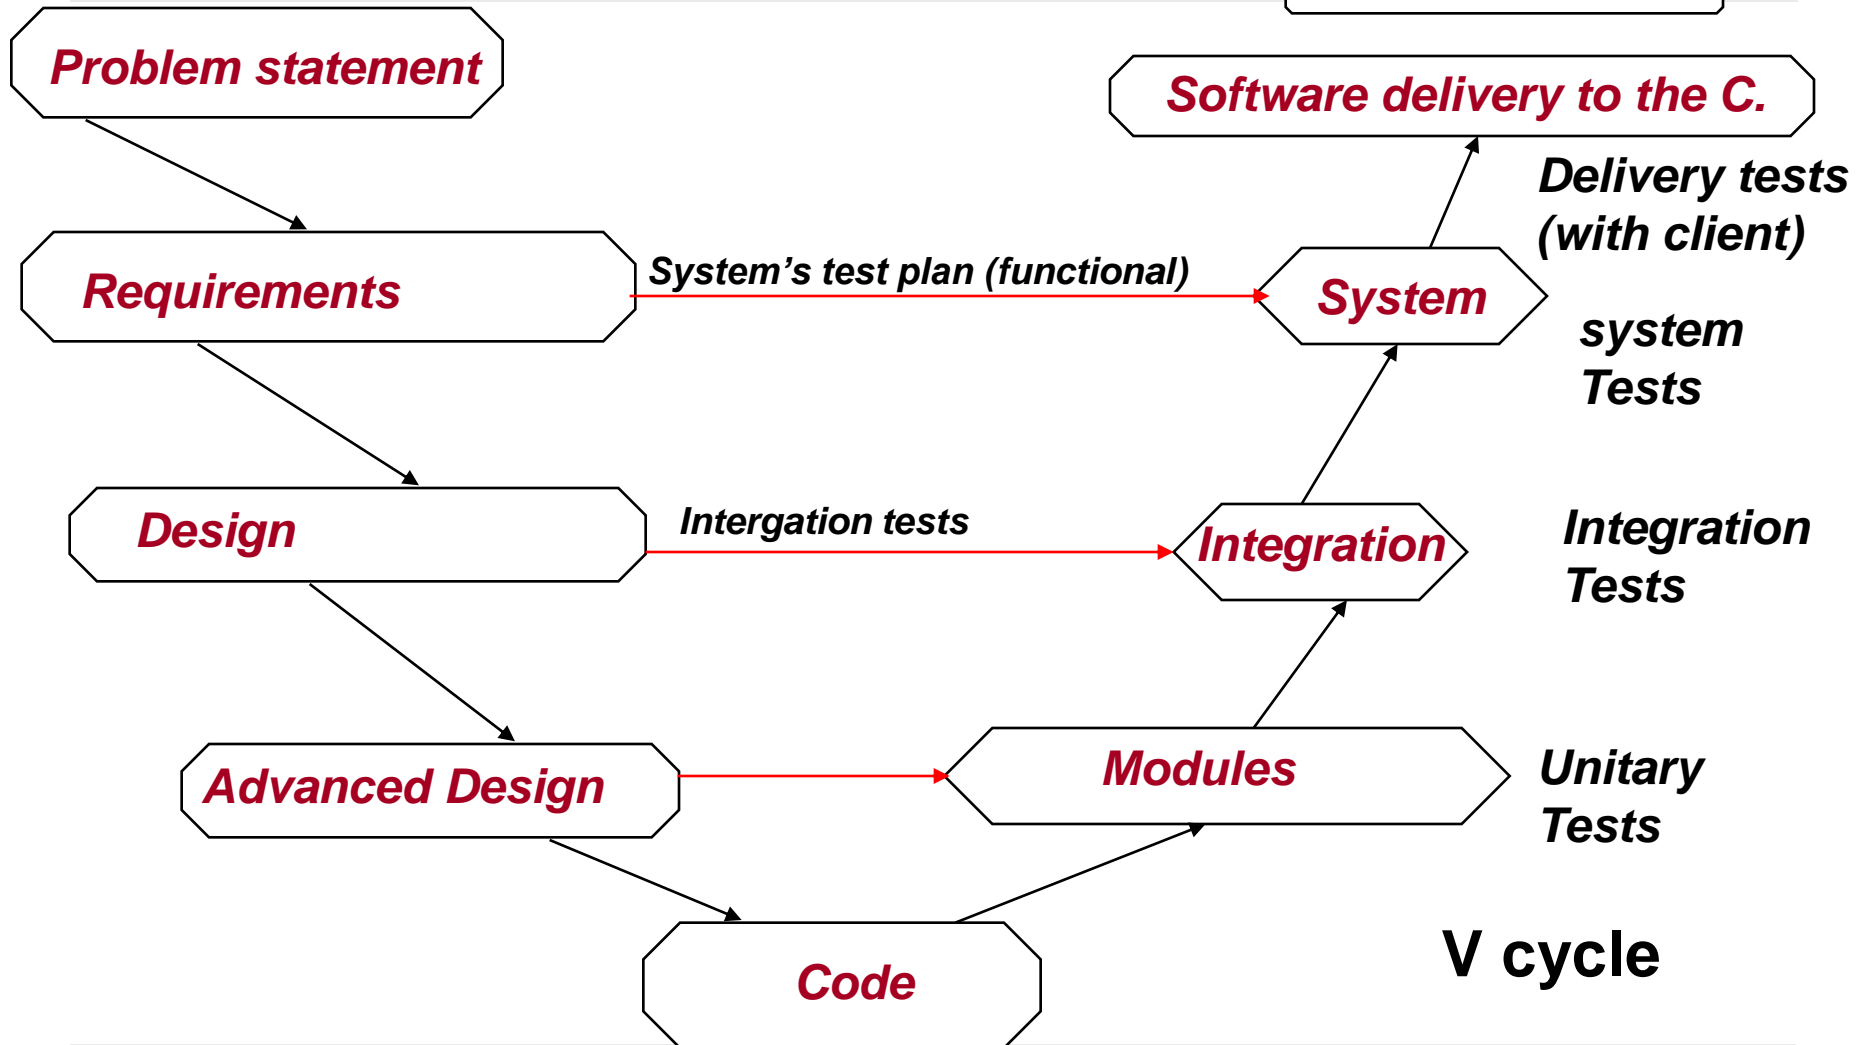 Problem statement
Software delivery to the C.
Delivery tests
(with client)
Requirements
System’s test plan (functional)
System
system
Tests
Design
Intergation tests
Integration
Integration
Tests
Advanced Design
Modules
Unitary
Tests
Code
V cycle